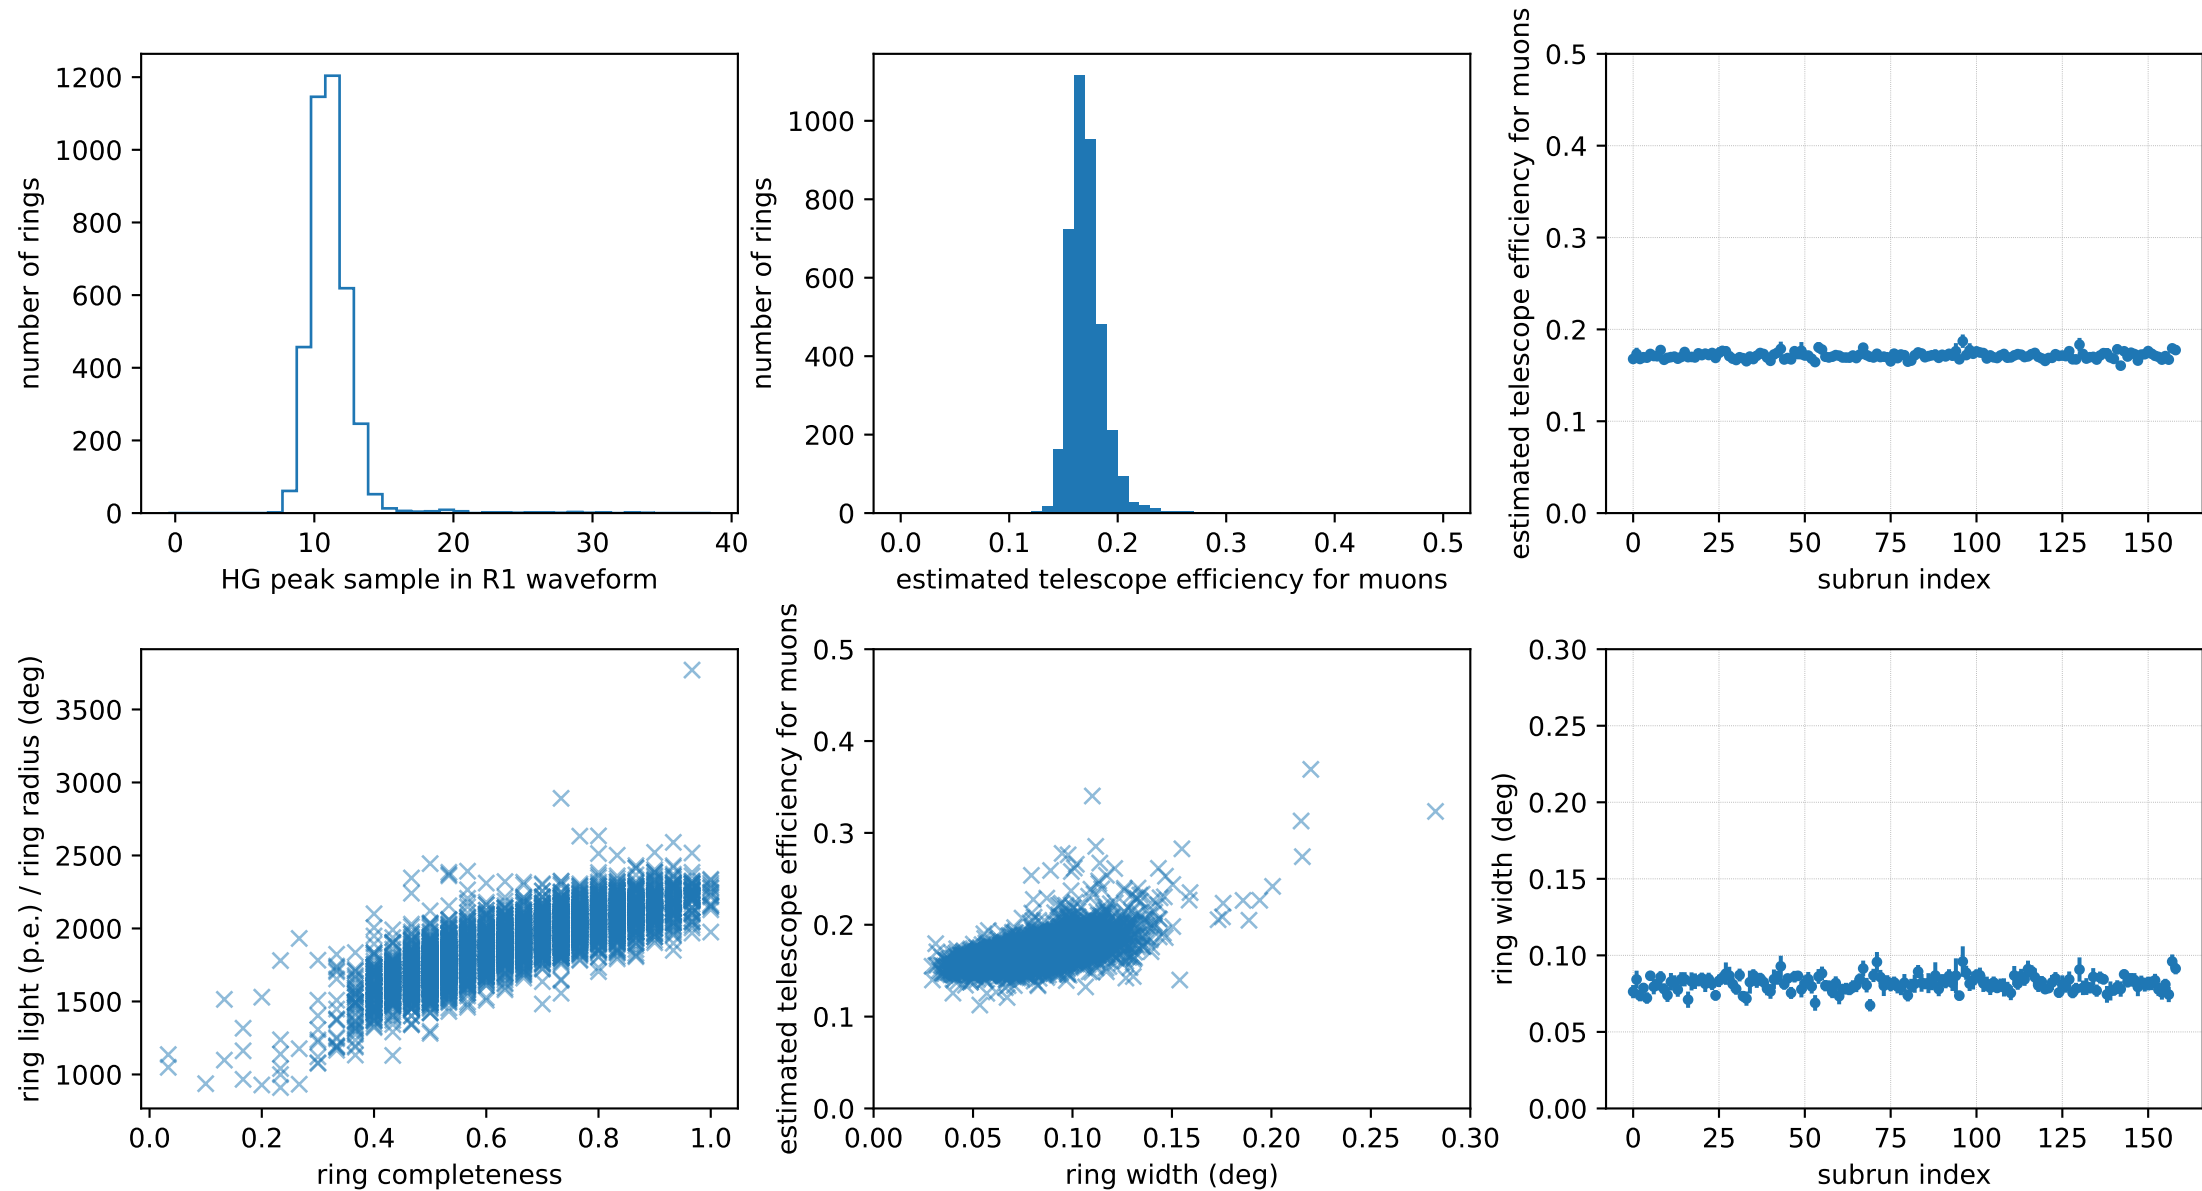 number of rings
1200
1000
800
600
400
200
0
0 10 20 30 40
HG peak sample in R1 waveform
number of rings
1000
800
600
400
200
0
0.0 0.1 0.2 0.3 0.4 0.5
estimated telescope efficiency for muons
estimated telescope efficiency for muons
0.5
0.4
0.3
0.2
0.1
0.0
0 25 50 75 100 125 150
subrun index
ring light (p.e.) / ring radius (deg)
3500
3000
2500
2000
1500
1000
0.0 0.2 0.4 0.6 0.8 1.0
ring completeness
estimated telescope efficiency for muons
0.5
0.4
0.3
0.2
0.1
0.0
0.00 0.05 0.10 0.15 0.20 0.25 0.30
ring width (deg)
ring width (deg)
0.30
0.25
0.20
0.15
0.10
0.05
0.00
0 25 50 75 100 125 150
subrun index